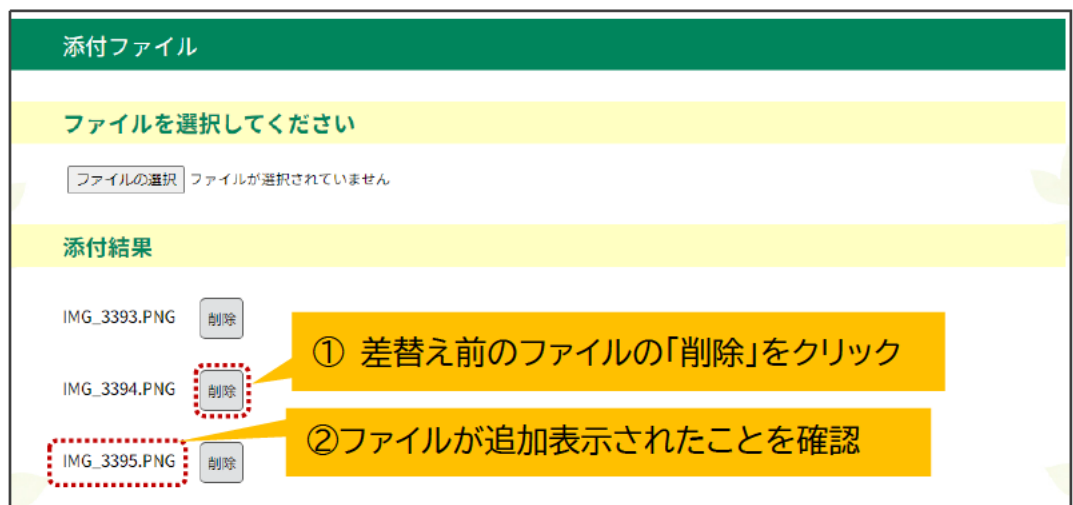 添付ファイル
ファイルを選択してください
ファイルの選択 ファイルが選択されていません
添付結果
IMG_3393.PNG 削除
① 差替え前のファイルの「削除」をクリック
IMG_3394.PNG 削除
②ファイルが追加表示されたことを確認
IMG_3395.PNG 削除